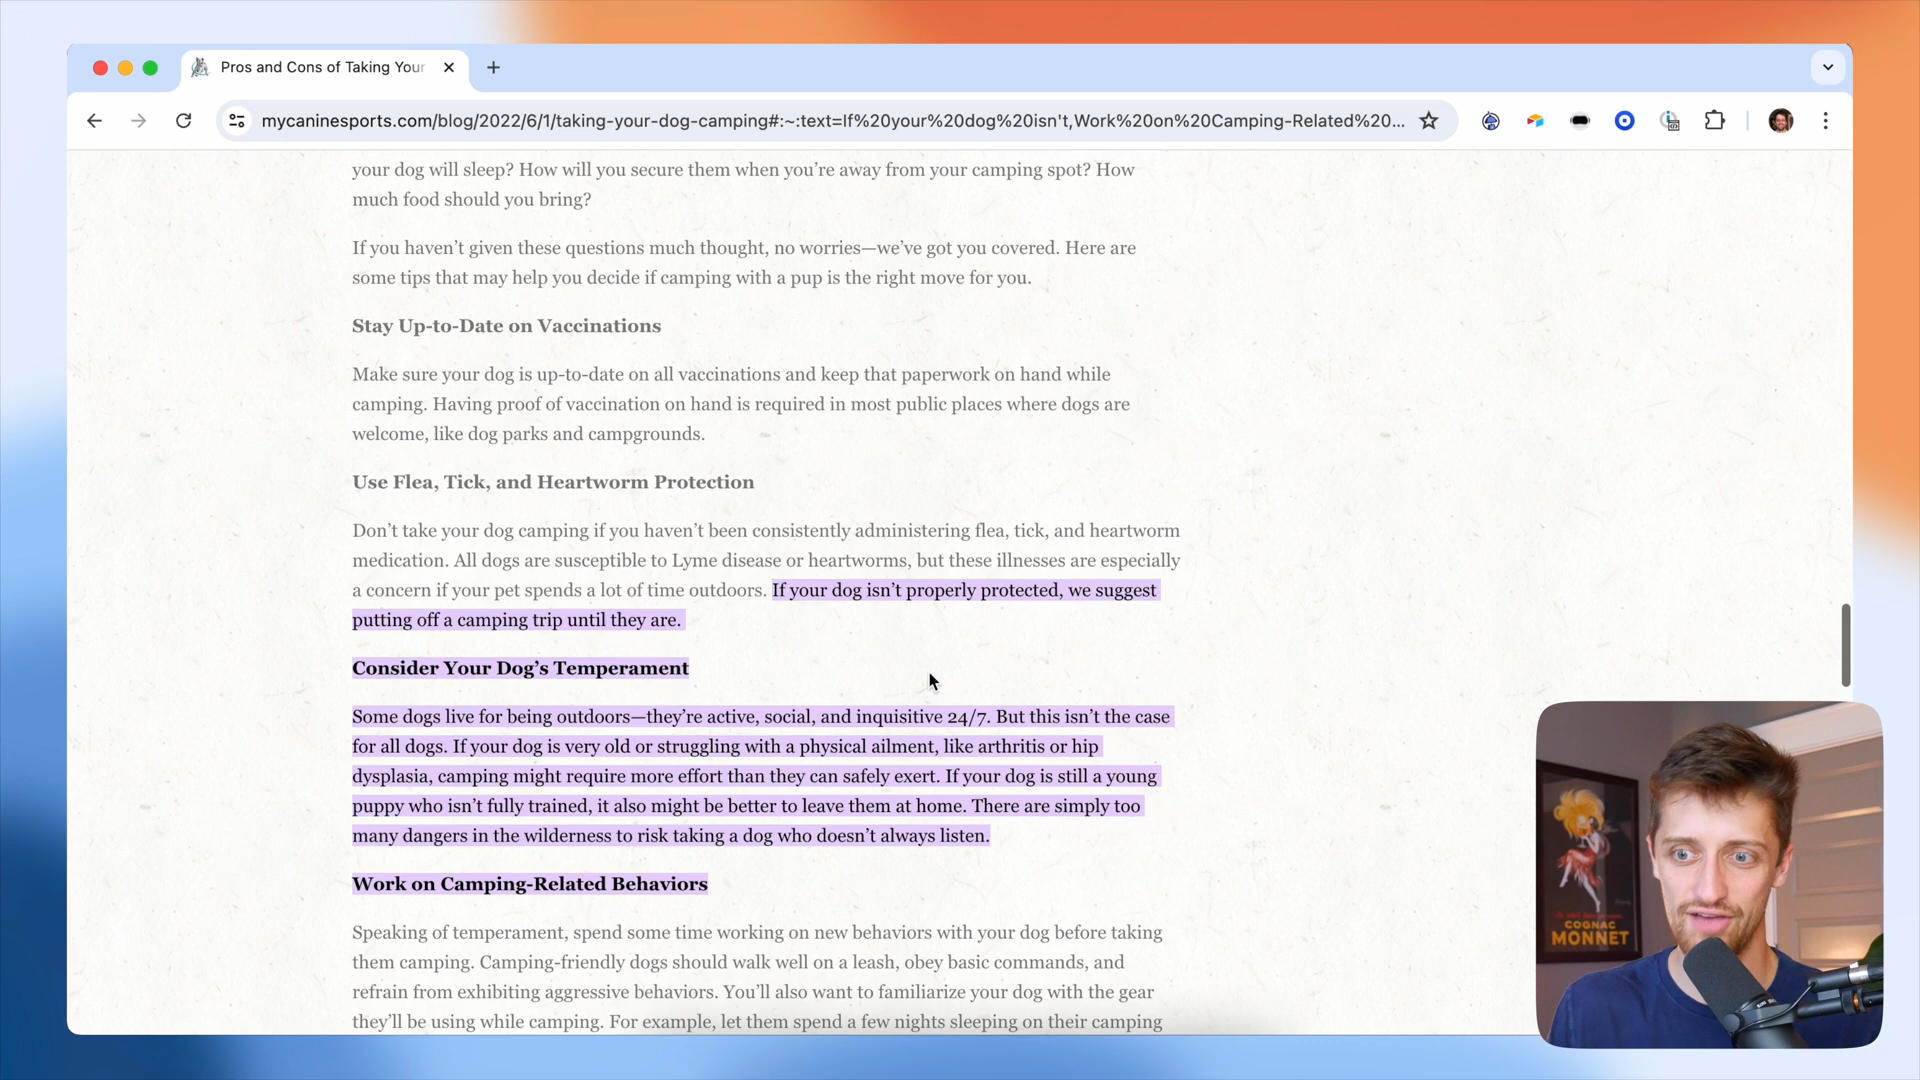 Pros and Cons of Taking Your
mycaninesports.com/blog/2022/6/1/taking-your-dog-camping#:~:text=If%20your%20dog%20isn't,Work%20on%20Camping-Related%20...
your dog will sleep? How will you secure them when you’re away from your camping spot? How
much food should you bring?
If you haven’t given these questions much thought, no worries—we’ve got you covered. Here are
some tips that may help you decide if camping with a pup is the right move for you.
Stay Up-to-Date on Vaccinations
Make sure your dog is up-to-date on all vaccinations and keep that paperwork on hand while
camping. Having proof of vaccination on hand is required in most public places where dogs are
welcome, like dog parks and campgrounds.
Use Flea, Tick, and Heartworm Protection
Don’t take your dog camping if you haven’t been consistently administering flea, tick, and heartworm
medication. All dogs are susceptible to Lyme disease or heartworms, but these illnesses are especially
a concern if your pet spends a lot of time outdoors. If your dog isn’t properly protected, we suggest
putting off a camping trip until they are.
Consider Your Dog’s Temperament
Some dogs live for being outdoors—they’re active, social, and inquisitive 24/7. But this isn’t the case
for all dogs. If your dog is very old or struggling with a physical ailment, like arthritis or hip
dysplasia, camping might require more effort than they can safely exert. If your dog is still a young
puppy who isn’t fully trained, it also might be better to leave them at home. There are simply too
many dangers in the wilderness to risk taking a dog who doesn’t always listen.
Work on Camping-Related Behaviors
Speaking of temperament, spend some time working on new behaviors with your dog before taking
them camping. Camping-friendly dogs should walk well on a leash, obey basic commands, and
refrain from exhibiting aggressive behaviors. You’ll also want to familiarize your dog with the gear
they’ll be using while camping. For example, let them spend a few nights sleeping on their camping
COGNAC
MONNET